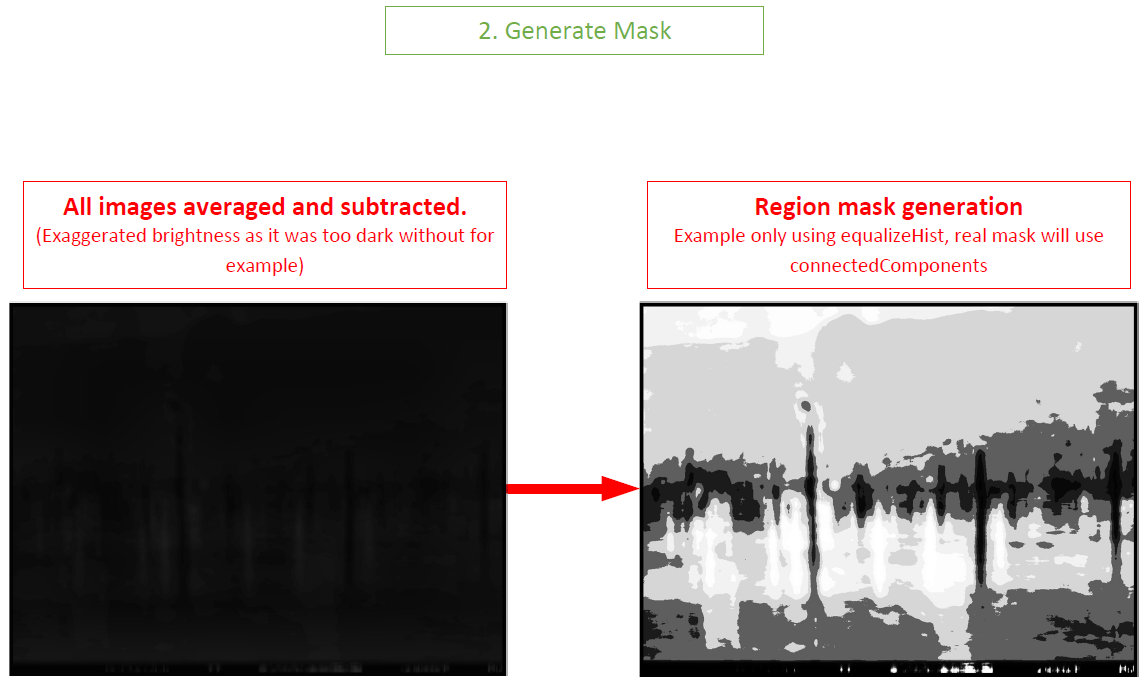 2. Generate Mask
All images averaged and subtracted.
(Exaggerated brightness as it was too dark without for
example)
Region mask generation
Example only using equalizeHist, real mask will use
connectedComponents